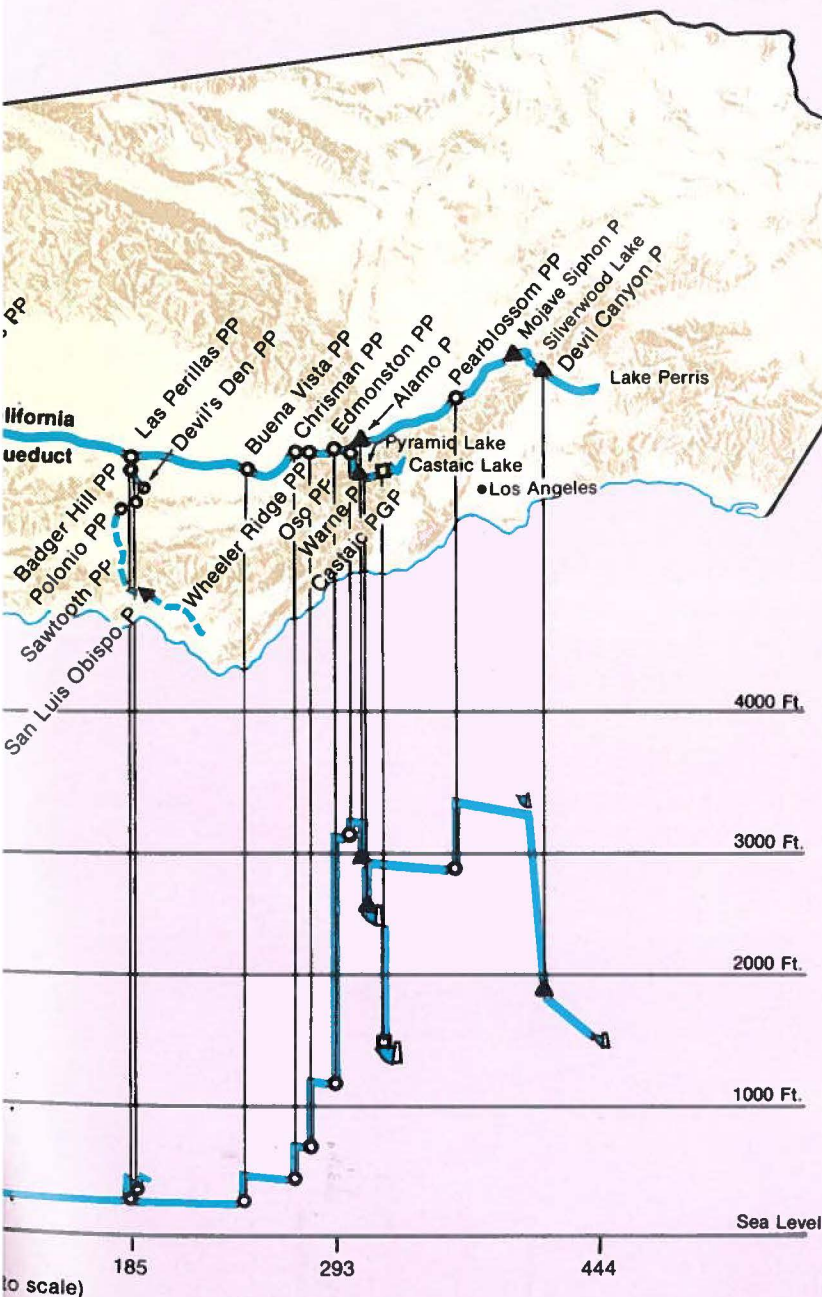 PP
Las Perillas PP
Devil's Den PP
Buena Vista PP
Chrisman PP
Edmonston PP
Alamo P
Pearblossom PP
Mojave Siphon P
Silverwood Lake
Devil Canyon P
Lake Perris
lifornia
ueduct
Pyramid Lake
Castaic Lake
Los Angeles
Badger Hill PP
Polonio PP
Sawtooth PP
San Luis Obispo P
Wheeler Ridge PP
Oso PP
Warne P
Castaic PGP
4000 Ft.
3000 Ft.
2000 Ft.
1000 Ft.
Sea Level
185
293
444
to scale)